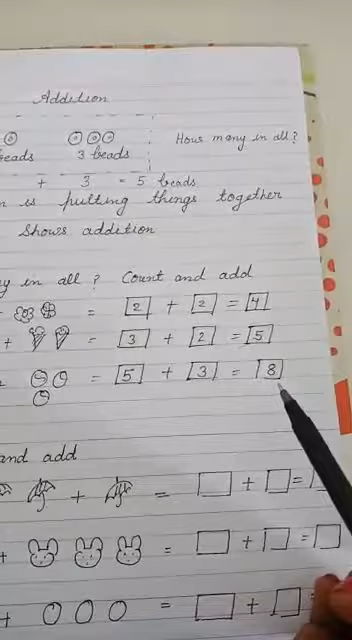 Addition
3 beads
How many in all?
+ 3 = 5 beads
is putting things together
Shows addition
in all? Count and add
= 2 + 2 = 4
+ = 3 + 2 = 5
= 5 + 3 = 8
and add
+ = + =
+ = + =
+ = + =